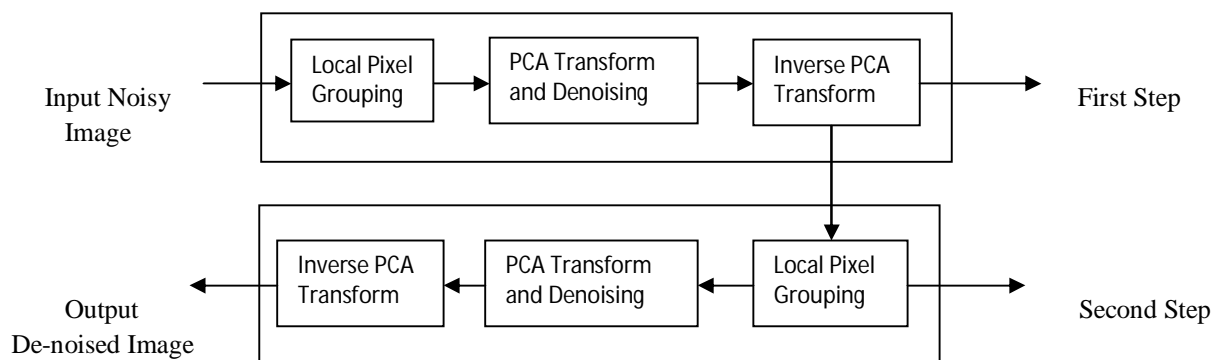 Input Noisy
Image
Local Pixel
Grouping
PCA Transform
and Denoising
Inverse PCA
Transform
First Step
Output
De-noised Image
Inverse PCA
Transform
PCA Transform
and Denoising
Local Pixel
Grouping
Second Step